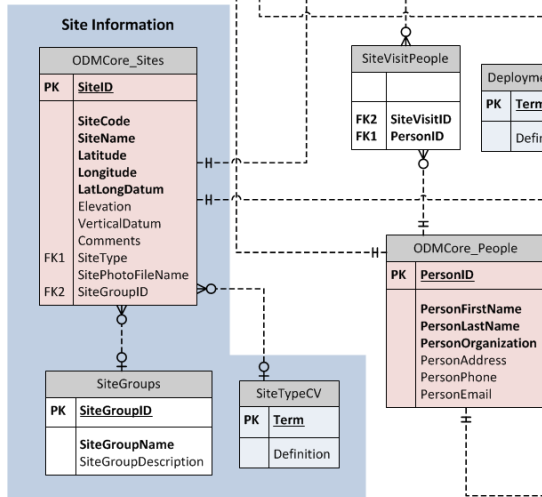 Site Information
ODMCore_Sites
PK SiteID
SiteCode
SiteName
Latitude
Longitude
LatLongDatum
Elevation
VerticalDatum
Comments
FK1 SiteType
SitePhotoFileName
FK2 SiteGroupID
SiteGroups
PK SiteGroupID
SiteGroupName
SiteGroupDescription
SiteTypeCV
PK Term
Definition
SiteVisitPeople
FK2 SiteVisitID
FK1 PersonID
PK
ODMCore_People
PK PersonID
PersonFirstName
PersonLastName
PersonOrganization
PersonAddress
PersonPhone
PersonEmail